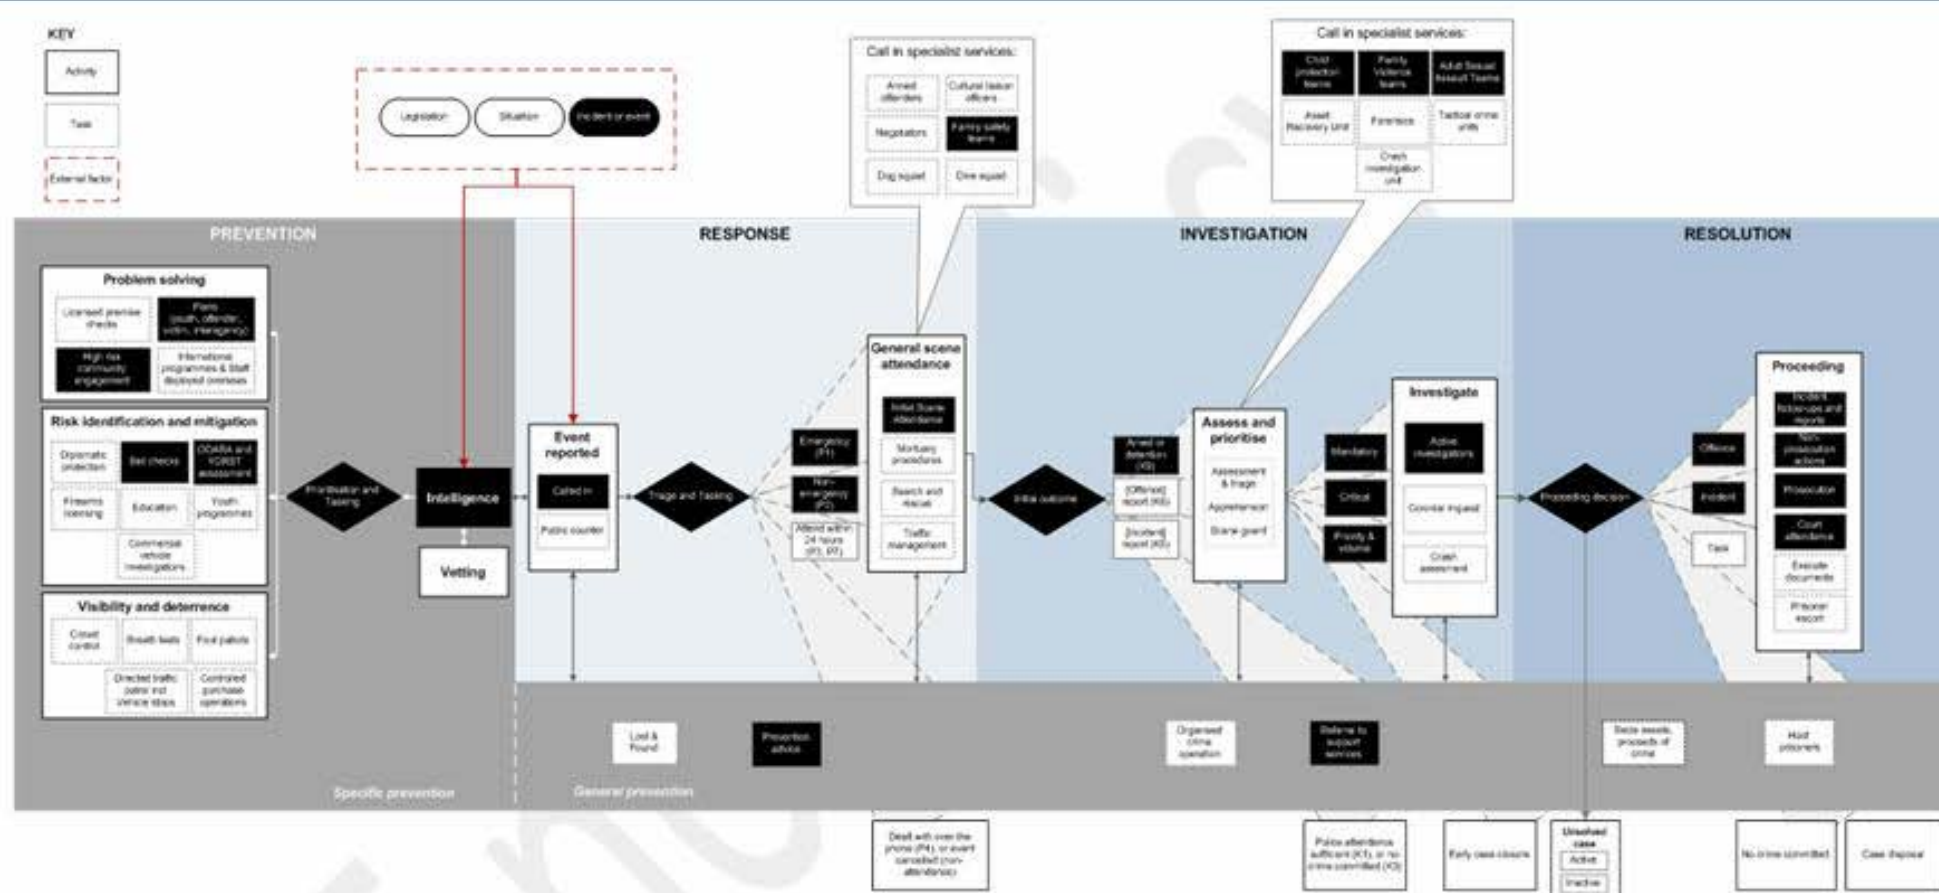 KEY
Activity
Task
External factor
Legislation
Situation
Incident or event
Call in specialist services:
Armed
offenders
Cultural liaison
officers
Negotiators
Family safety
teams
Dog squad
Dive squad
Call in specialist services:
Child
protection
teams
Family
Violence
teams
Adult Sexual
Assault Teams
Asset
Recovery Unit
Forensics
Tactical crime
units
Crash
investigation
unit
PREVENTION
RESPONSE
INVESTIGATION
RESOLUTION
Problem solving
Licensed premise
checks
Plans
(youth, offender,
victim, interagency)
High risk
community
engagement
International
programmes & Staff
deployed overseas
Risk identification and mitigation
Diplomatic
protection
Bail checks
ODARA and
assessment
Firearms
licensing
Education
Youth
programmes
Commercial
vehicle
investigations
Visibility and deterrence
Crowd
control
Breath tests
Foot patrols
Directed traffic
patrol incl
Vehicle stops
Controlled
purchase
operations
Prioritisation and
Tasking
Intelligence
Vetting
Event
reported
Called in
Public counter
Triage and Tasking
Emergency
(P1)
Non-
emergency
(P2)
Attend within
24 hours
(P3, P7)
General scene
attendance
Initial Scene
Attendance
Mortuary
procedures
Search and
rescue
Traffic
management
Initial outcome
Arrest or
detention
(K9)
[Offence]
report (K6)
[Incident]
report (K6)
Assess and
prioritise
Assessment
& triage
Apprehension
Scene guard
Mandatory
Critical
Priority &
volume
Investigate
Active
investigations
Coronial inquest
Crash
assessment
Proceeding decision
Offence
Incident
Task
Proceeding
Incident
follow-ups and
reports
Non-
prosecution
actions
Prosecution
Court
attendance
Execute
documents
Prisoner
escort
Lost &
Found
Prevention
advice
Organised
crime
operation
Referral to
support
services
Seize assets,
proceeds of
crime
Hold
prisoners
Specific prevention
General prevention
Dealt with over the
phone (P4), or event
cancelled (non-
attendance)
Police attendance
sufficient (K1), or no
crime committed (K3)
Early case closure
Unsolved
case
Active
Inactive
No crime committed
Case disposal